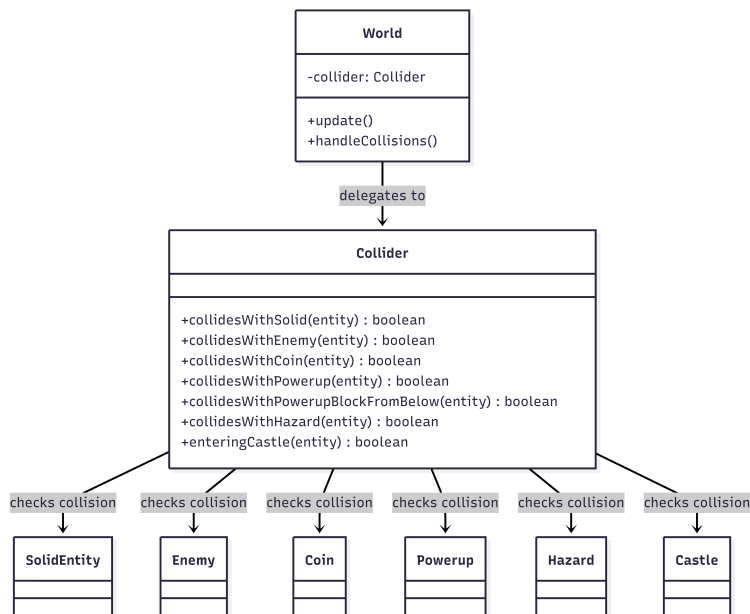 World
-collider: Collider
+update()
+handleCollisions()
delegates to
Collider
+collidesWithSolid(entity) : boolean
+collidesWithEnemy(entity) : boolean
+collidesWithCoin(entity) : boolean
+collidesWithPowerup(entity) : boolean
+collidesWithPowerupBlockFromBelow(entity) : boolean
+collidesWithHazard(entity) : boolean
+enteringCastle(entity) : boolean
checks collision checks collision checks collision checks collision checks collision checks collision
SolidEntity Enemy Coin Powerup Hazard Castle